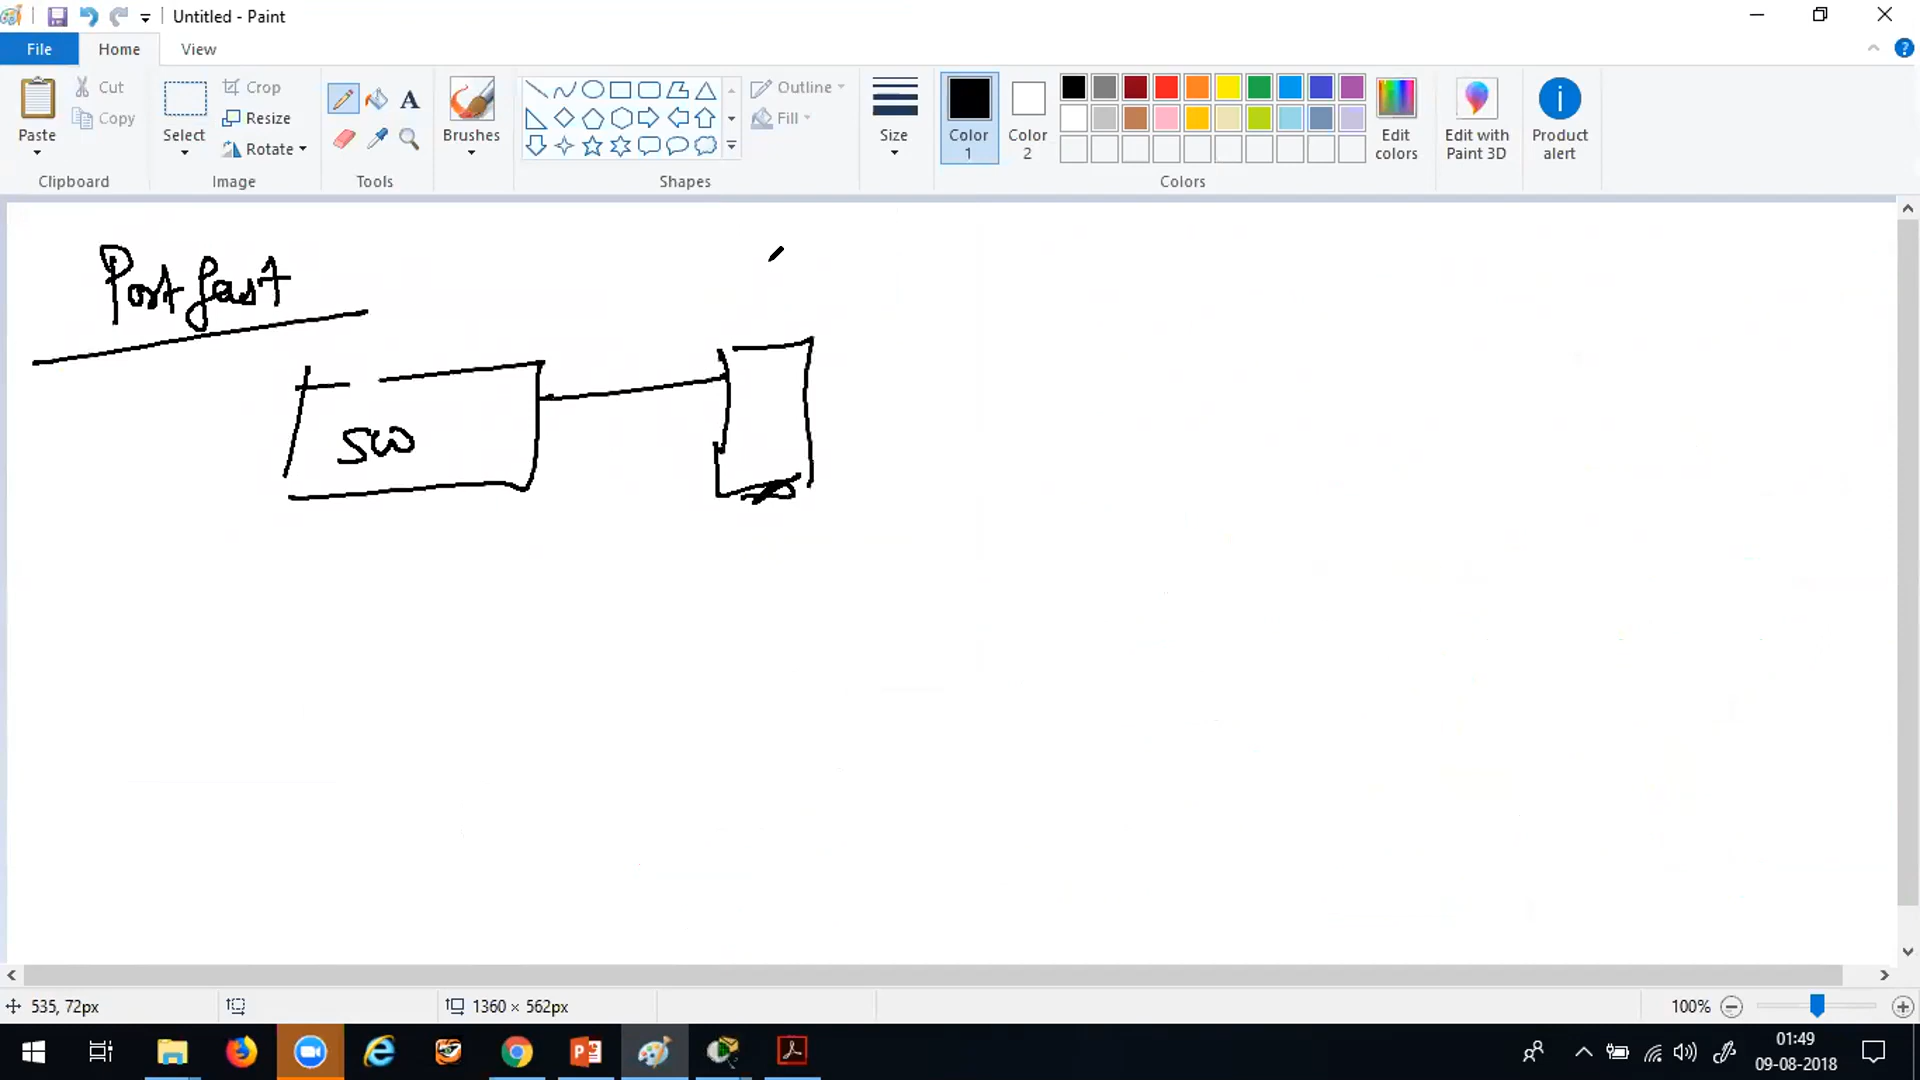 Untitled - Paint
File Home View
Paste
Cut
Copy
Clipboard
Select
Crop
Resize
Rotate
Image
Tools
Brushes
Shapes
Outline
Fill
Size
Color 1
Color 2
Edit colors
Edit with Paint 3D
Product alert
Colors
Portfast
SW
535, 72px
1360 × 562px
100%
01:49
09-08-2018